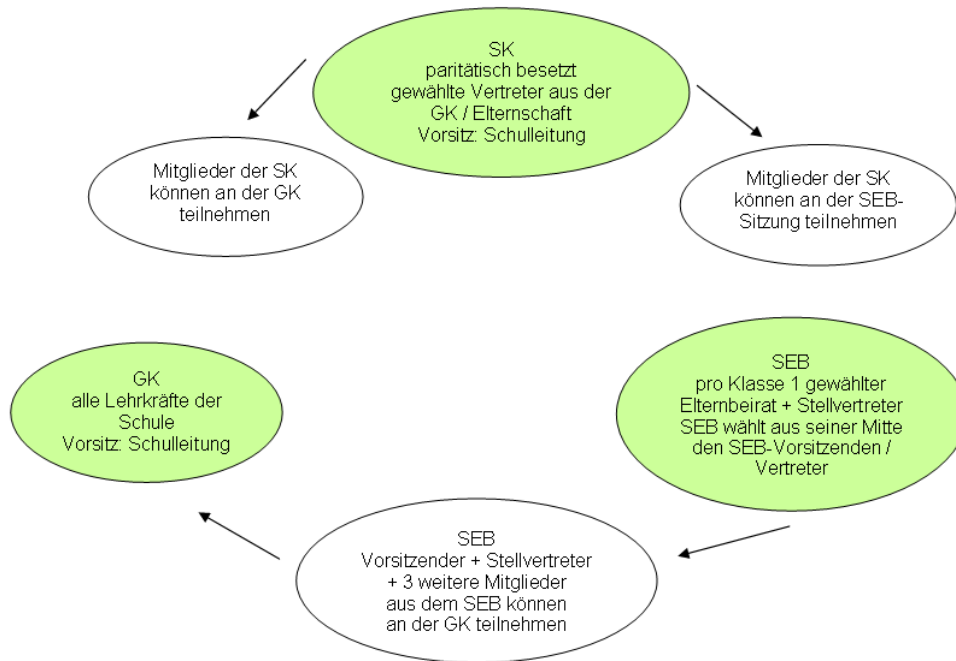 SK
paritätisch besetzt
gewählte Vertreter aus der
GK / Elternschaft
Vorsitz: Schulleitung
Mitglieder der SK
können an der GK
teilnehmen
Mitglieder der SK
können an der SEB-
Sitzung teilnehmen
GK
alle Lehrkräfte der
Schule
Vorsitz: Schulleitung
SEB
pro Klasse 1 gewählter
Elternbeirat + Stellvertreter
SEB wählt aus seiner Mitte
den SEB-Vorsitzenden /
Vertreter
SEB
Vorsitzender + Stellvertreter
+ 3 weitere Mitglieder
aus dem SEB können
an der GK teilnehmen